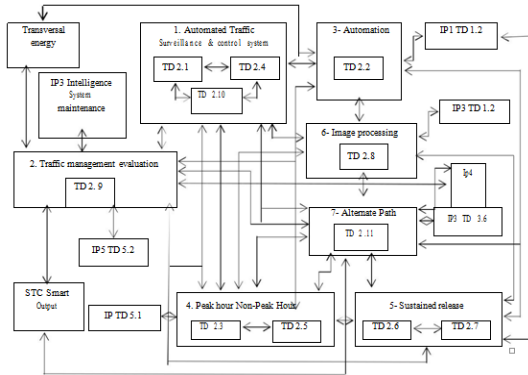 Transversal
energy
1. Automated Traffic
Surveillance & control system
TD 2.1
TD 2.4
TD 2.10
3- Automation
TD 2.2
IP1 TD 1.2
IP3 Intelligence
System
maintenance
IP3 TD 1.2
6- Image processing
TD 2.8
2. Traffic management evaluation
TD 2. 9
Ip4
IP3 TD 3.6
7- Alternate Path
TD 2.11
IP5 TD 5.2
STC Smart
Output
IP TD 5.1
4. Peak hour Non-Peak Hour
TD 2.3
TD 2.5
5- Sustained release
TD 2.6
TD 2.7